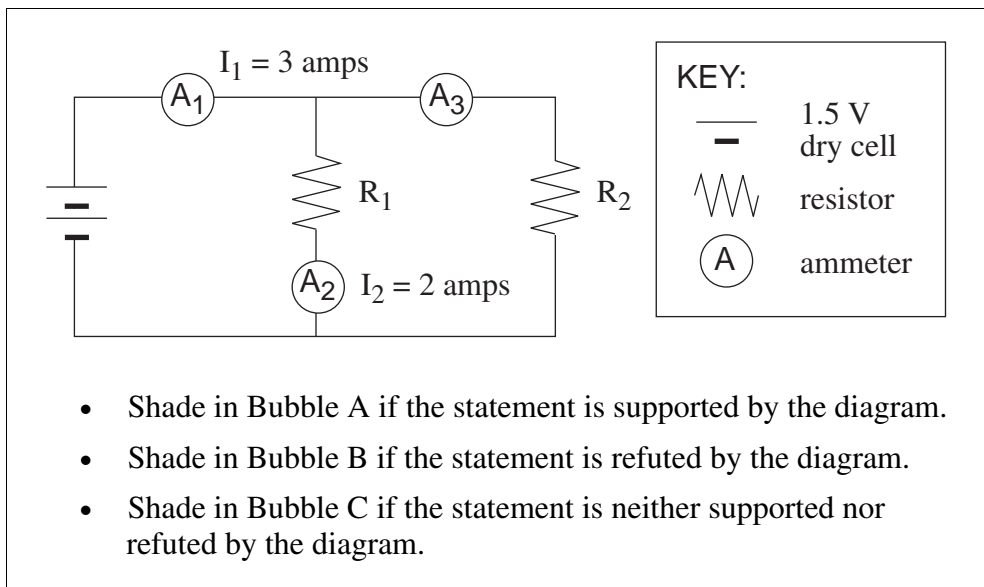 I₁ = 3 amps
A₁
A₃
R₁
R₂
A₂ I₂ = 2 amps
KEY:
1.5 V
dry cell
resistor
A ammeter
• Shade in Bubble A if the statement is supported by the diagram.
• Shade in Bubble B if the statement is refuted by the diagram.
• Shade in Bubble C if the statement is neither supported nor
refuted by the diagram.